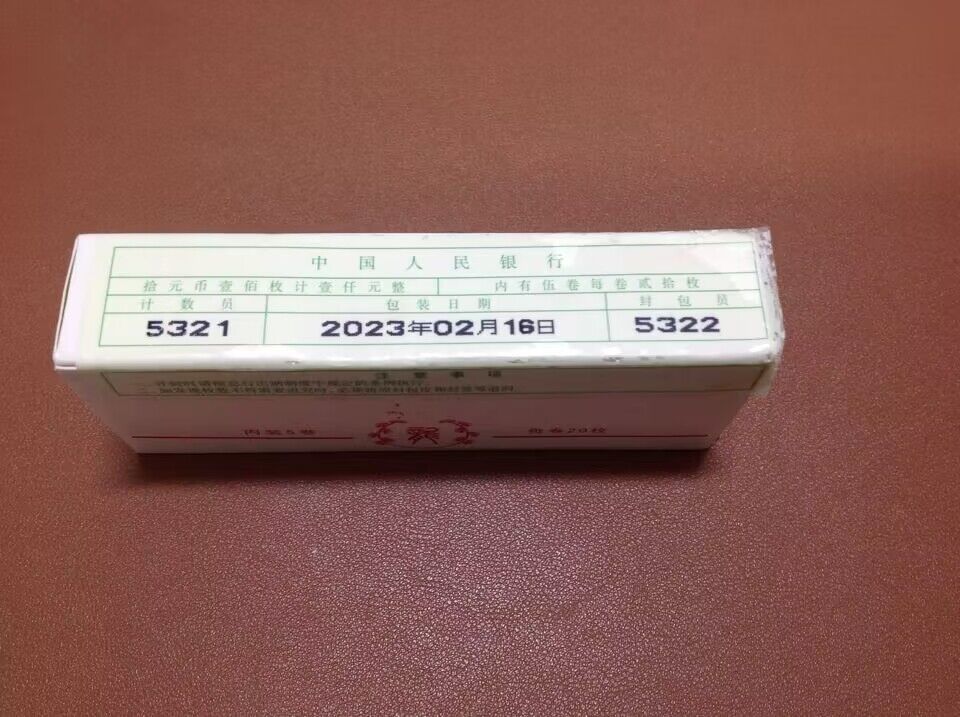 中国人民银行
拾元币壹佰枚计壹仟元整 内有伍卷每卷贰拾枚
计数员 包装日期 封包员
5321 2023年02月16日 5322
注意事项
内装5卷 每卷20枚